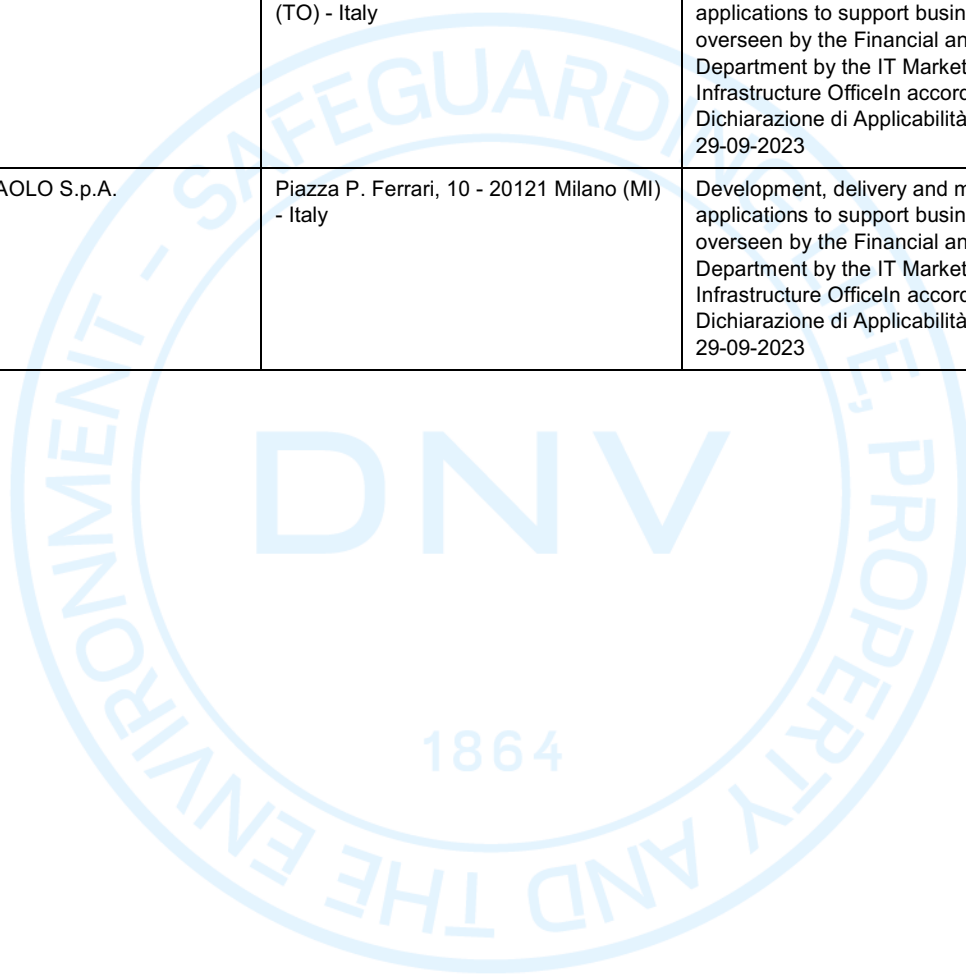 (TO) - Italy
applications to support busin
overseen by the Financial an
Department by the IT Market
Infrastructure OfficeIn accord
Dichiarazione di Applicabilità
29-09-2023
AOLO S.p.A.
Piazza P. Ferrari, 10 - 20121 Milano (MI)
- Italy
Development, delivery and m
applications to support busin
overseen by the Financial an
Department by the IT Market
Infrastructure OfficeIn accord
Dichiarazione di Applicabilità
29-09-2023
SAFEGUARDING LIFE, PROPERTY AND THE ENVIRONMENT -
DNV
1864